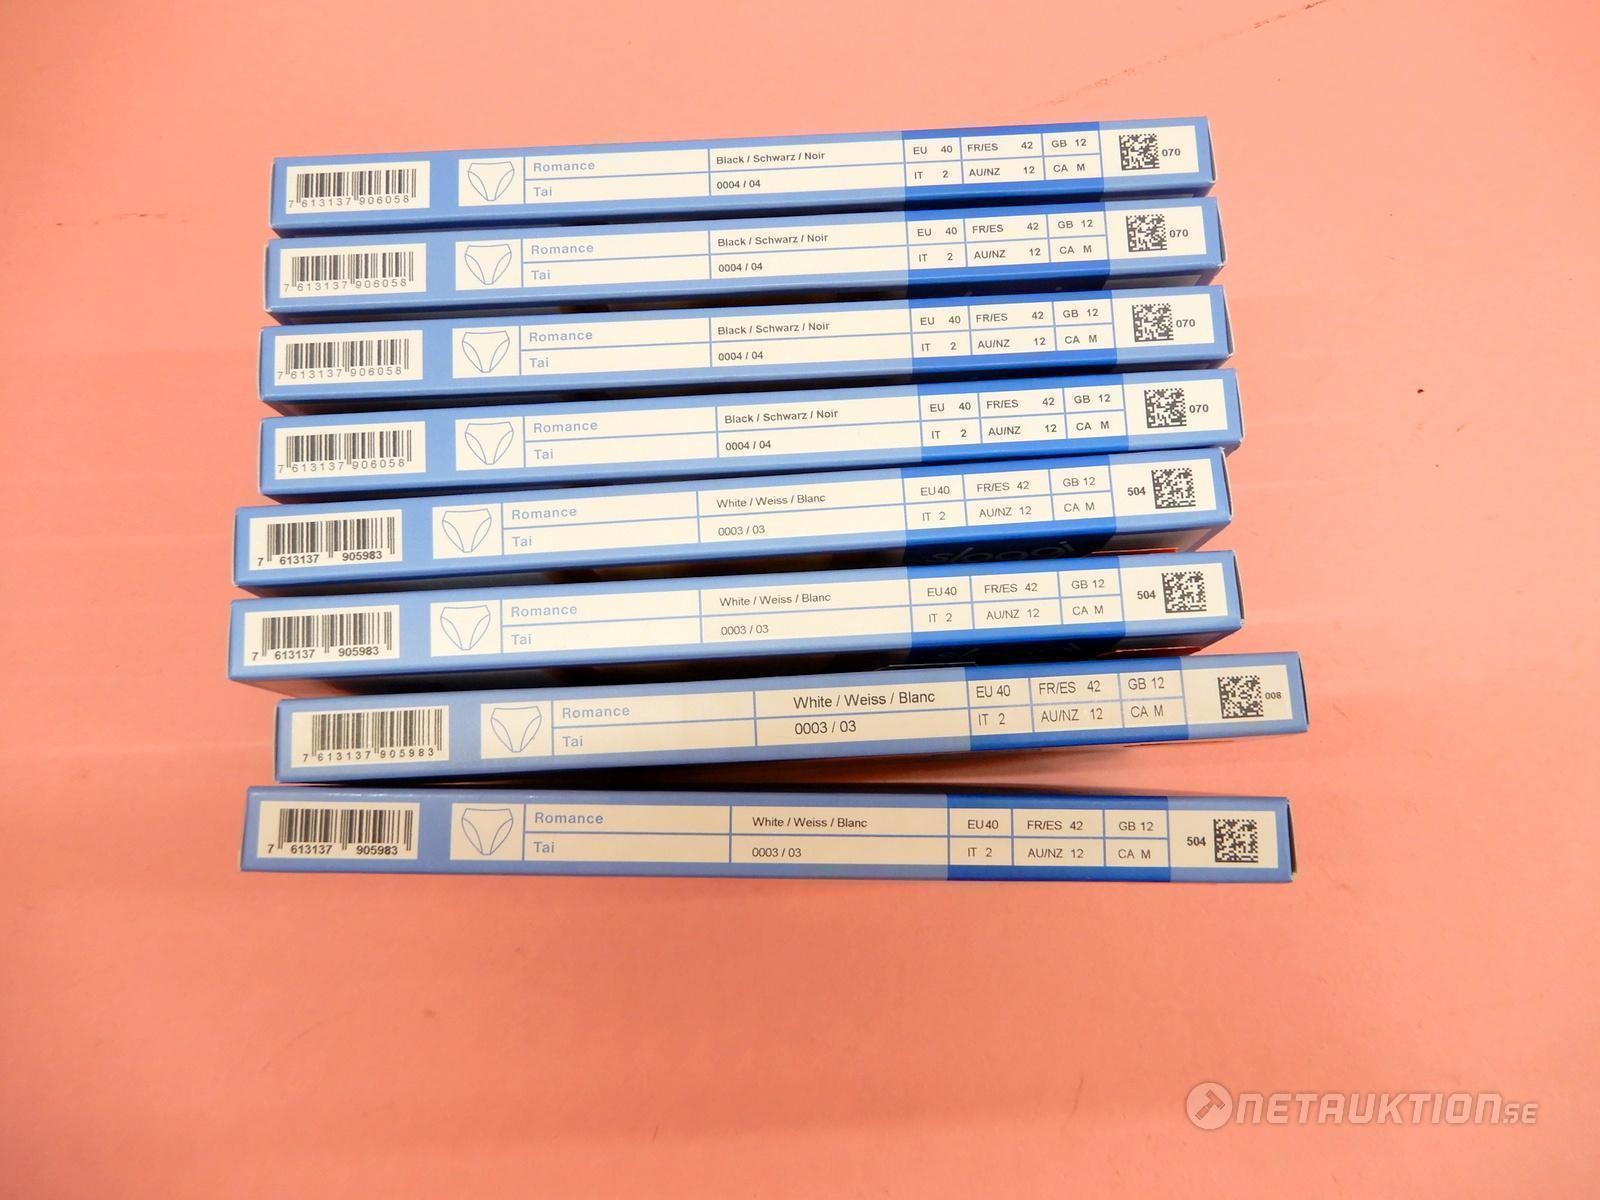 7 613137 906058 Romance Black / Schwarz / Noir EU 40 FR/ES 42 GB 12 070
Tai 0004 / 04 IT 2 AU/NZ 12 CA M
7 613137 906058 Romance Black / Schwarz / Noir EU 40 FR/ES 42 GB 12 070
Tai 0004 / 04 IT 2 AU/NZ 12 CA M
7 613137 906058 Romance Black / Schwarz / Noir EU 40 FR/ES 42 GB 12 070
Tai 0004 / 04 IT 2 AU/NZ 12 CA M
7 613137 906058 Romance Black / Schwarz / Noir EU 40 FR/ES 42 GB 12 070
Tai 0004 / 04 IT 2 AU/NZ 12 CA M
7 613137 905983 Romance White / Weiss / Blanc EU40 FR/ES 42 GB 12 504
Tai 0003 / 03 IT 2 AU/NZ 12 CA M
sloggi
7 613137 905983 Romance White / Weiss / Blanc EU40 FR/ES 42 GB 12 504
Tai 0003 / 03 IT 2 AU/NZ 12 CA M
7 613137 905983 Romance White / Weiss / Blanc EU 40 FR/ES 42 GB 12 008
Tai 0003 / 03 IT 2 AU/NZ 12 CA M
7 613137 905983 Romance White / Weiss / Blanc EU40 FR/ES 42 GB 12 504
Tai 0003 / 03 IT 2 AU/NZ 12 CA M
NETAUKTION.SE